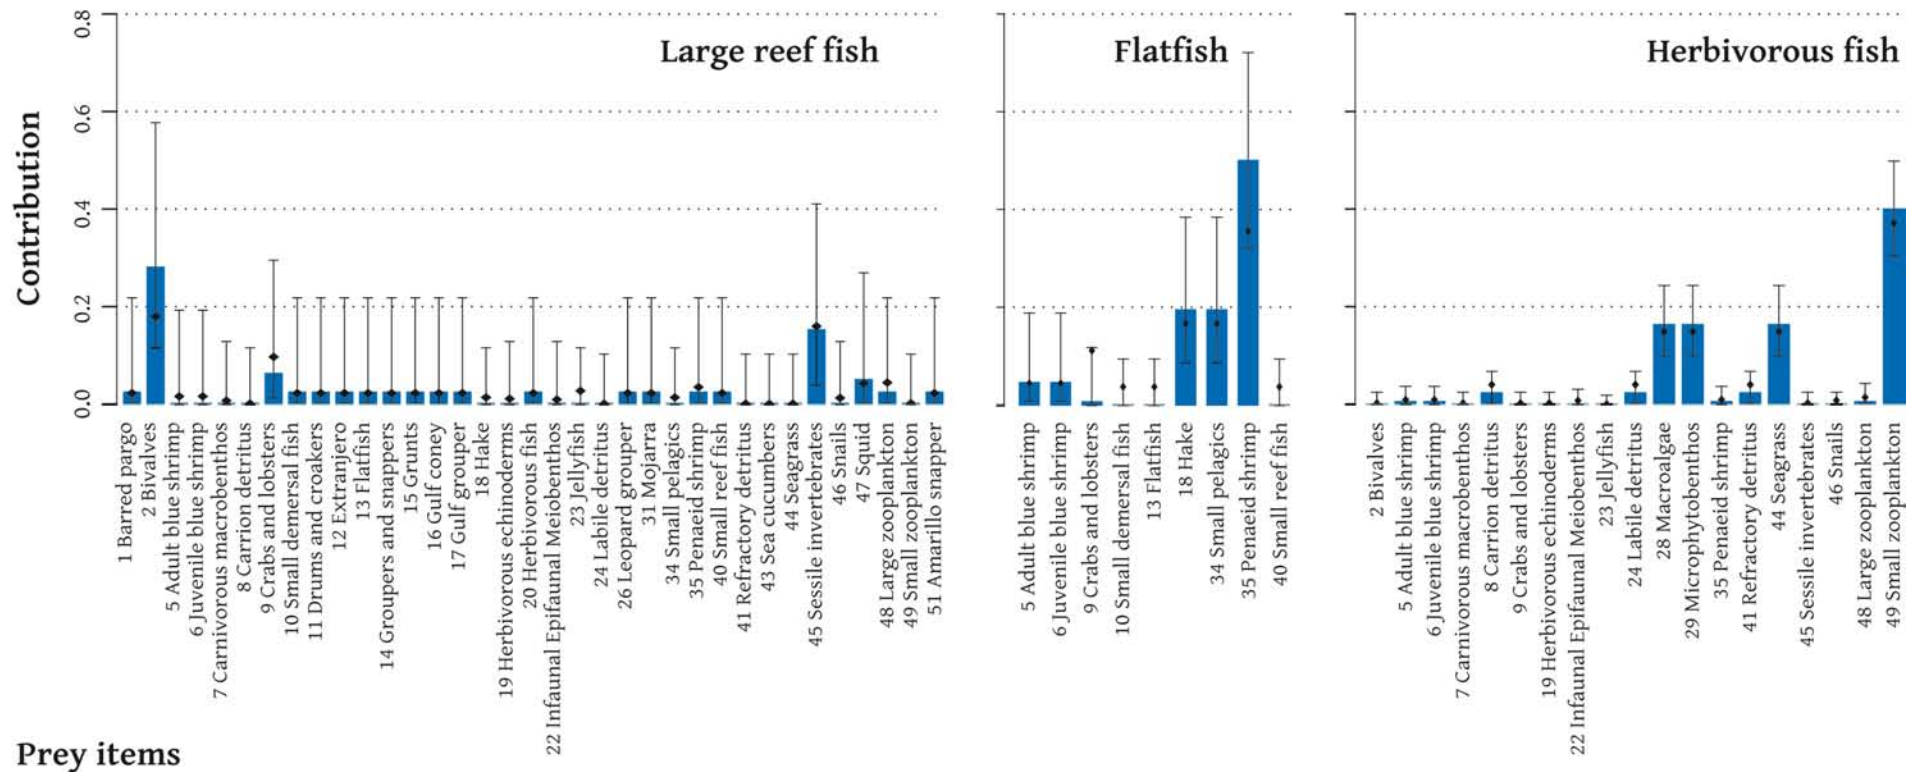 Large reef fish
Flatfish
Herbivorous fish
Contribution
0.8
0.6
0.4
0.2
0.0
1 Barred pargo
2 Bivalves
5 Adult blue shrimp
6 Juvenile blue shrimp
7 Carnivorous macrobenthos
8 Carrion detritus
9 Crabs and lobsters
10 Small demersal fish
11 Drums and croakers
12 Extranjero
13 Flatfish
14 Groupers and snappers
15 Grunts
16 Gulf coney
17 Gulf grouper
18 Hake
19 Herbivorous echinoderms
20 Herbivorous fish
22 Infaunal Epifaunal Meiobenthos
23 Jellyfish
24 Labile detritus
26 Leopard grouper
31 Mojarra
34 Small pelagics
35 Penaeid shrimp
40 Small reef fish
41 Refractory detritus
43 Sea cucumbers
44 Seagrass
45 Sessile invertebrates
46 Snails
47 Squid
48 Large zooplankton
49 Small zooplankton
51 Amarillo snapper
5 Adult blue shrimp
6 Juvenile blue shrimp
9 Crabs and lobsters
10 Small demersal fish
13 Flatfish
18 Hake
34 Small pelagics
35 Penaeid shrimp
40 Small reef fish
2 Bivalves
5 Adult blue shrimp
6 Juvenile blue shrimp
7 Carnivorous macrobenthos
8 Carrion detritus
9 Crabs and lobsters
19 Herbivorous echinoderms
22 Infaunal Epifaunal Meiobenthos
23 Jellyfish
24 Labile detritus
28 Macroalgae
29 Microphytobenthos
35 Penaeid shrimp
41 Refractory detritus
44 Seagrass
45 Sessile invertebrates
46 Snails
48 Large zooplankton
49 Small zooplankton
Prey items